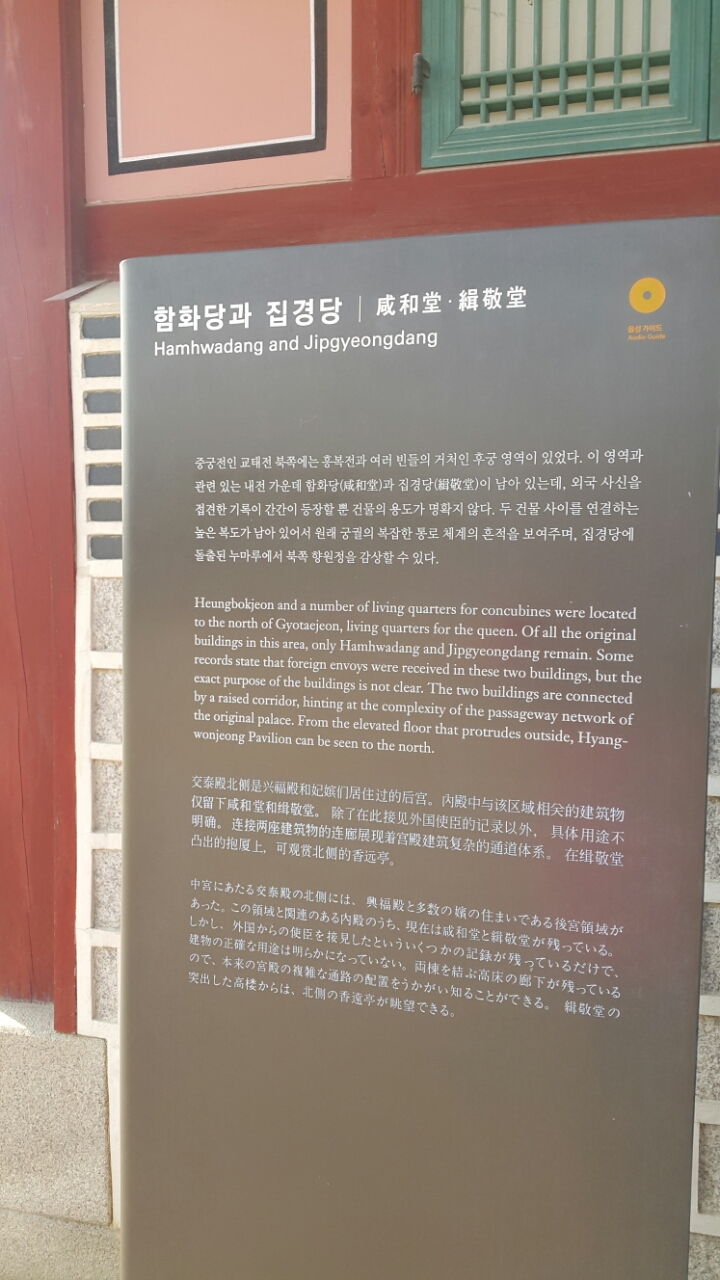 함화당과 집경당 | 咸和堂 · 緝敬堂
Hamhwadang and Jipgyeongdang
음성 가이드
Audio Guide
중궁전인 교태전 북쪽에는 흥복전과 여러 빈들의 거처인 후궁 영역이 있었다. 이 영역과
관련 있는 내전 가운데 함화당(咸和堂)과 집경당(緝敬堂)이 남아 있는데, 외국 사신을
접견한 기록이 간간이 등장할 뿐 건물의 용도가 명확지 않다. 두 건물 사이를 연결하는
높은 복도가 남아 있어서 원래 궁궐의 복잡한 통로 체계의 흔적을 보여주며, 집경당에
돌출된 누마루에서 북쪽 향원정을 감상할 수 있다.
Heungbokjeon and a number of living quarters for concubines were located
to the north of Gyotaejeon, living quarters for the queen. Of all the original
buildings in this area, only Hamhwadang and Jipgyeongdang remain. Some
records state that foreign envoys were received in these two buildings, but the
exact purpose of the buildings is not clear. The two buildings are connected
by a raised corridor, hinting at the complexity of the passageway network of
the original palace. From the elevated floor that protrudes outside, Hyang-
wonjeong Pavilion can be seen to the north.
交泰殿北侧是兴福殿和妃嫔们居住过的后宫。内殿中与该区域相关的建筑物
仅留下咸和堂和缉敬堂。 除了在此接见外国使臣的记录以外， 具体用途不
明确。 连接两座建筑物的连廊展现着宫殿建筑复杂的通道体系。 在缉敬堂
凸出的抱厦上，可观赏北侧的香远亭。
中宮にあたる交泰殿の北側には、 興福殿と多数の嬪の住まいである後宮領域が
あった。この領域と関連のある内殿のうち、現在は咸和堂と緝敬堂が残っている。
しかし、外国からの使臣を接見したといういくつかの記録が残っているだけで、
建物の正確な用途は明らかになっていない。両棟を結ぶ高床の廊下が残っている
ので、本来の宮殿の複雑な通路の配置をうかがい知ることができる。 緝敬堂の
突出した高楼からは、北側の香遠亭が眺望できる。